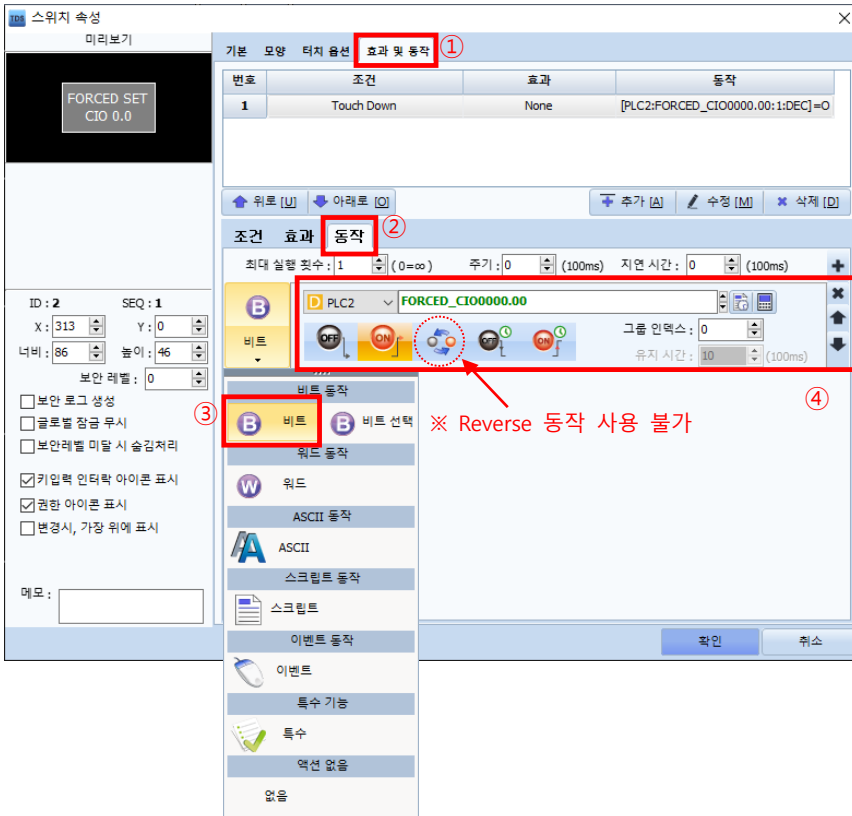 TDS 스위치 속성
미리보기
FORCED SET
CIO 0.0
기본 모양 터치 옵션 효과 및 동작 ①
번호 조건 효과 동작
1 Touch Down None [PLC2:FORCED_CIO0000.00:1:DEC]=O
위로 [U] 아래로 [O] 추가 [A] 수정 [M] 삭제 [D]
조건 효과 동작 ②
최대 실행 횟수 : 1 ( 0=∞ ) 주기 : 0 (100ms) 지연 시간 : 0 (100ms)
B 비트
D PLC2 FORCED_CIO0000.00
OFF ON OFF ON
그룹 인덱스 : 0
유지 시간 : 10 (100ms)
④
ID : 2 SEQ : 1
X : 313 Y : 0
너비 : 86 높이 : 46
보안 레벨 : 0
보안 로그 생성
글로벌 잠금 무시
보안레벨 미달 시 숨김처리
키입력 인터락 아이콘 표시
권한 아이콘 표시
변경시, 가장 위에 표시
메모 :
비트 동작
③ B 비트 B 비트 선택
※ Reverse 동작 사용 불가
워드 동작
W 워드
ASCII 동작
A ASCII
스크립트 동작
스크립트
이벤트 동작
이벤트
특수 기능
특수
액션 없음
없음
확인 취소